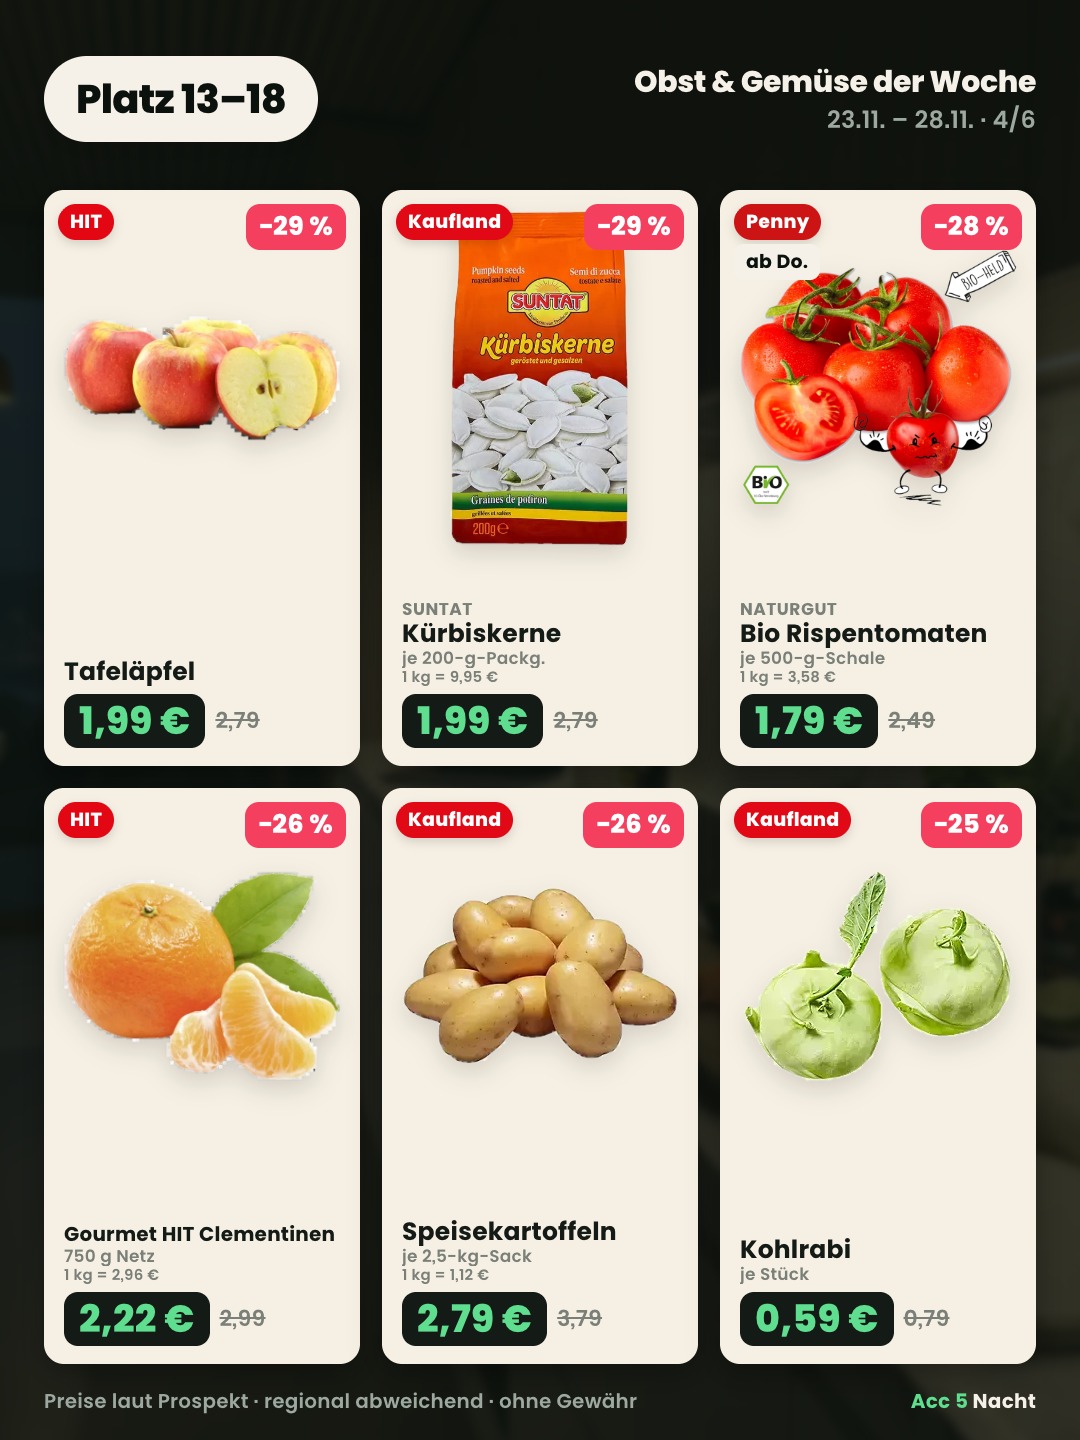 Platz 13–18
Obst & Gemüse der Woche
23.11. – 28.11. · 4/6
HIT
-29 %
Tafeläpfel
1,99 €
2,79
Kaufland
-29 %
Pumpkin seeds
roasted and salted
Semi di zucca
tostate e salate
SUNTAT
Kürbiskerne
geröstet und gesalzen
Graines de potiron
grillées et salées
200g e
SUNTAT
Kürbiskerne
je 200-g-Packg.
1 kg = 9,95 €
1,99 €
2,79
Penny
-28 %
ab Do.
BIO-HELD
Bio
NATURGUT
Bio Rispentomaten
je 500-g-Schale
1 kg = 3,58 €
1,79 €
2,49
HIT
-26 %
Gourmet HIT Clementinen
750 g Netz
1 kg = 2,96 €
2,22 €
2,99
Kaufland
-26 %
Speisekartoffeln
je 2,5-kg-Sack
1 kg = 1,12 €
2,79 €
3,79
Kaufland
-25 %
Kohlrabi
je Stück
0,59 €
0,79
Preise laut Prospekt · regional abweichend · ohne Gewähr
Acc 5 Nacht